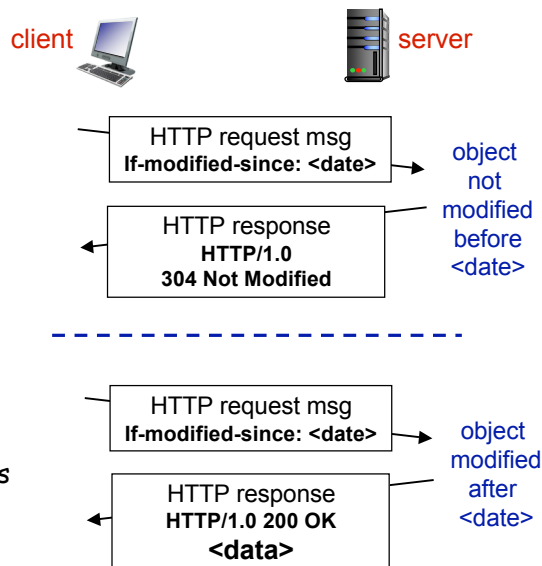 client
server
HTTP request msg
If-modified-since: <date>
object
not
modified
before
<date>
HTTP response
HTTP/1.0
304 Not Modified
HTTP request msg
If-modified-since: <date>
object
modified
after
<date>
s
HTTP response
HTTP/1.0 200 OK
<data>